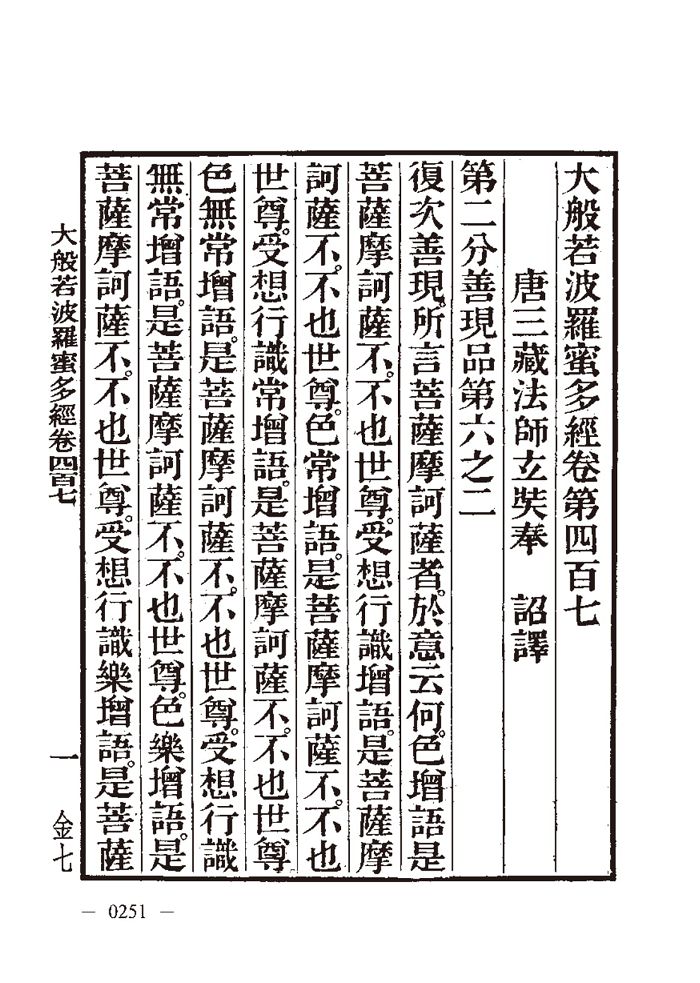 大般若波羅蜜多經卷第四百七
唐三藏法師玄奘奉　詔譯
第二分善現品第六之二
復次善現。所言菩薩摩訶薩者。於意云何。色增語是
菩薩摩訶薩不。不也世尊。受想行識增語。是菩薩摩
訶薩不。不也世尊。色常增語。是菩薩摩訶薩不。不也
世尊。受想行識常增語。是菩薩摩訶薩不。不也世尊
色無常增語。是菩薩摩訶薩不。不也世尊。受想行識
無常增語。是菩薩摩訶薩不。不也世尊。色樂增語。是
菩薩摩訶薩不。不也世尊。受想行識樂增語。是菩薩
大般若波羅蜜多經卷四百七
一
金七
— 0251 —